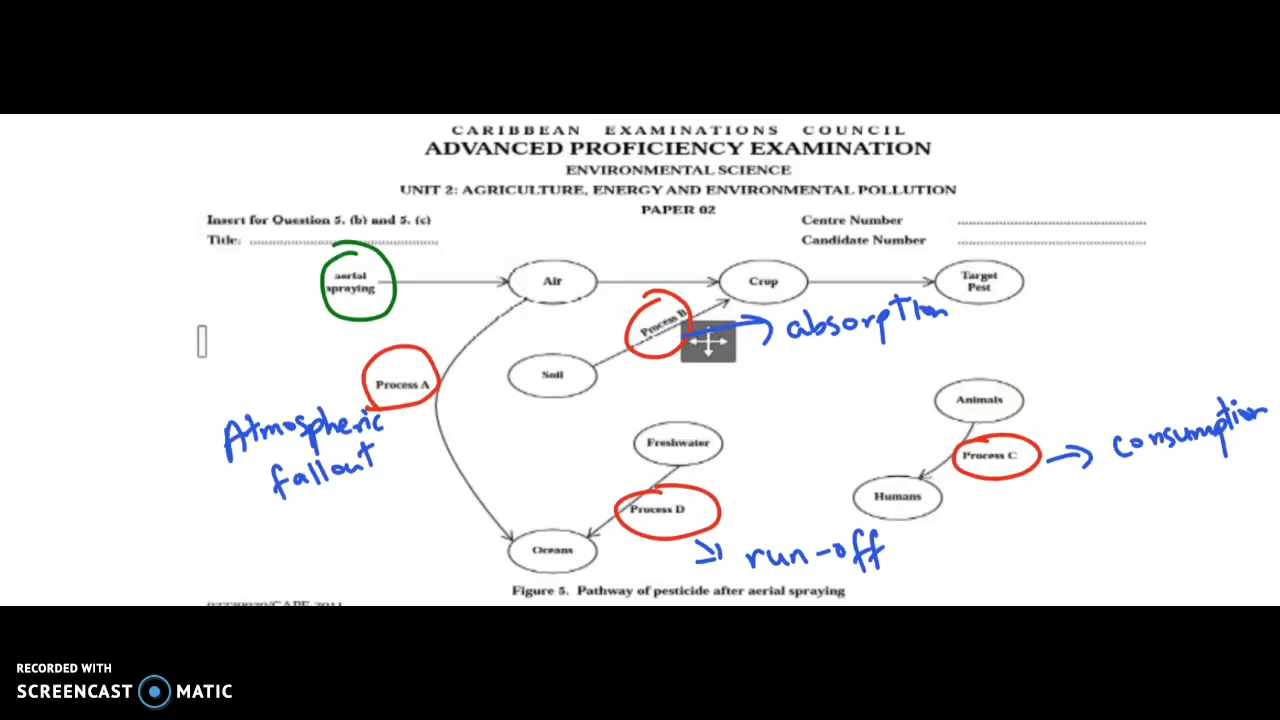 CARIBBEAN EXAMINATIONS COUNCIL
ADVANCED PROFICIENCY EXAMINATION
ENVIRONMENTAL SCIENCE
UNIT 2: AGRICULTURE, ENERGY AND ENVIRONMENTAL POLLUTION
PAPER 02
Insert for Question 5. (b) and 5. (c)
Centre Number
Title:
Candidate Number
aerial
spraying
Air
Crop
Target
Pest
Process B
absorption
Soil
Process A
Atmospheric
fallout
Animals
Process C
consumption
Freshwater
Humans
Process D
run-off
Oceans
Figure 5. Pathway of pesticide after aerial spraying
RECORDED WITH
SCREENCAST MATIC